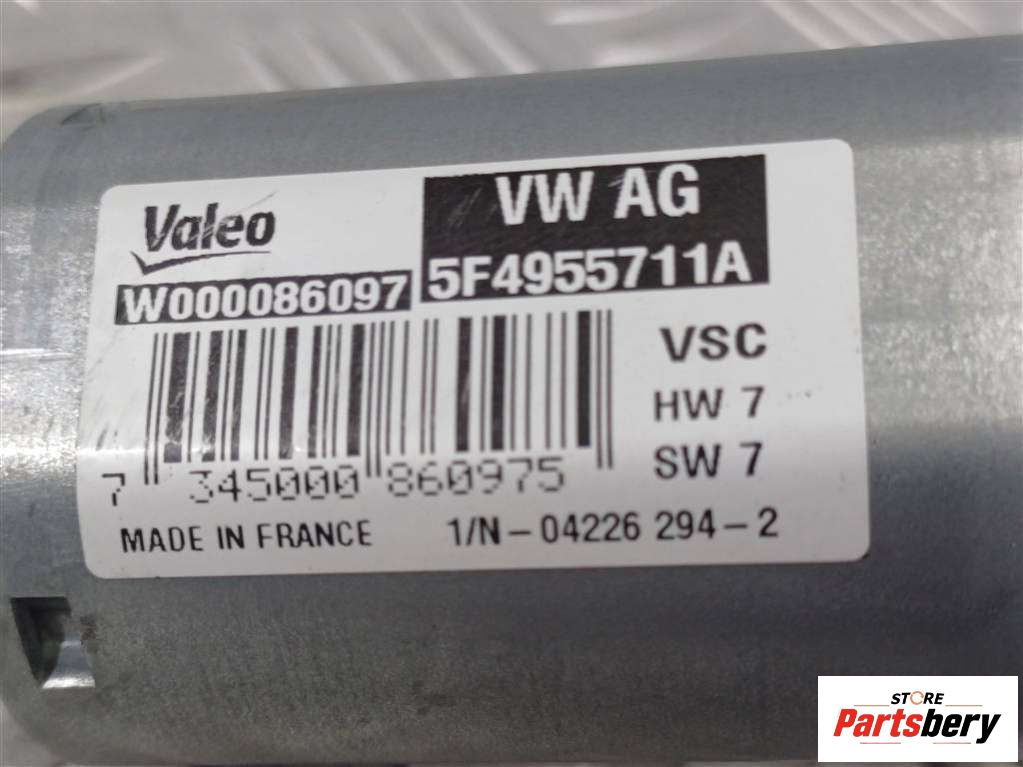 Valeo
VW AG
W000086097
5F4955711A
VSC
HW 7
SW 7
7 345000 860975
MADE IN FRANCE
1/N-04226 294-2
STORE
Partsbery